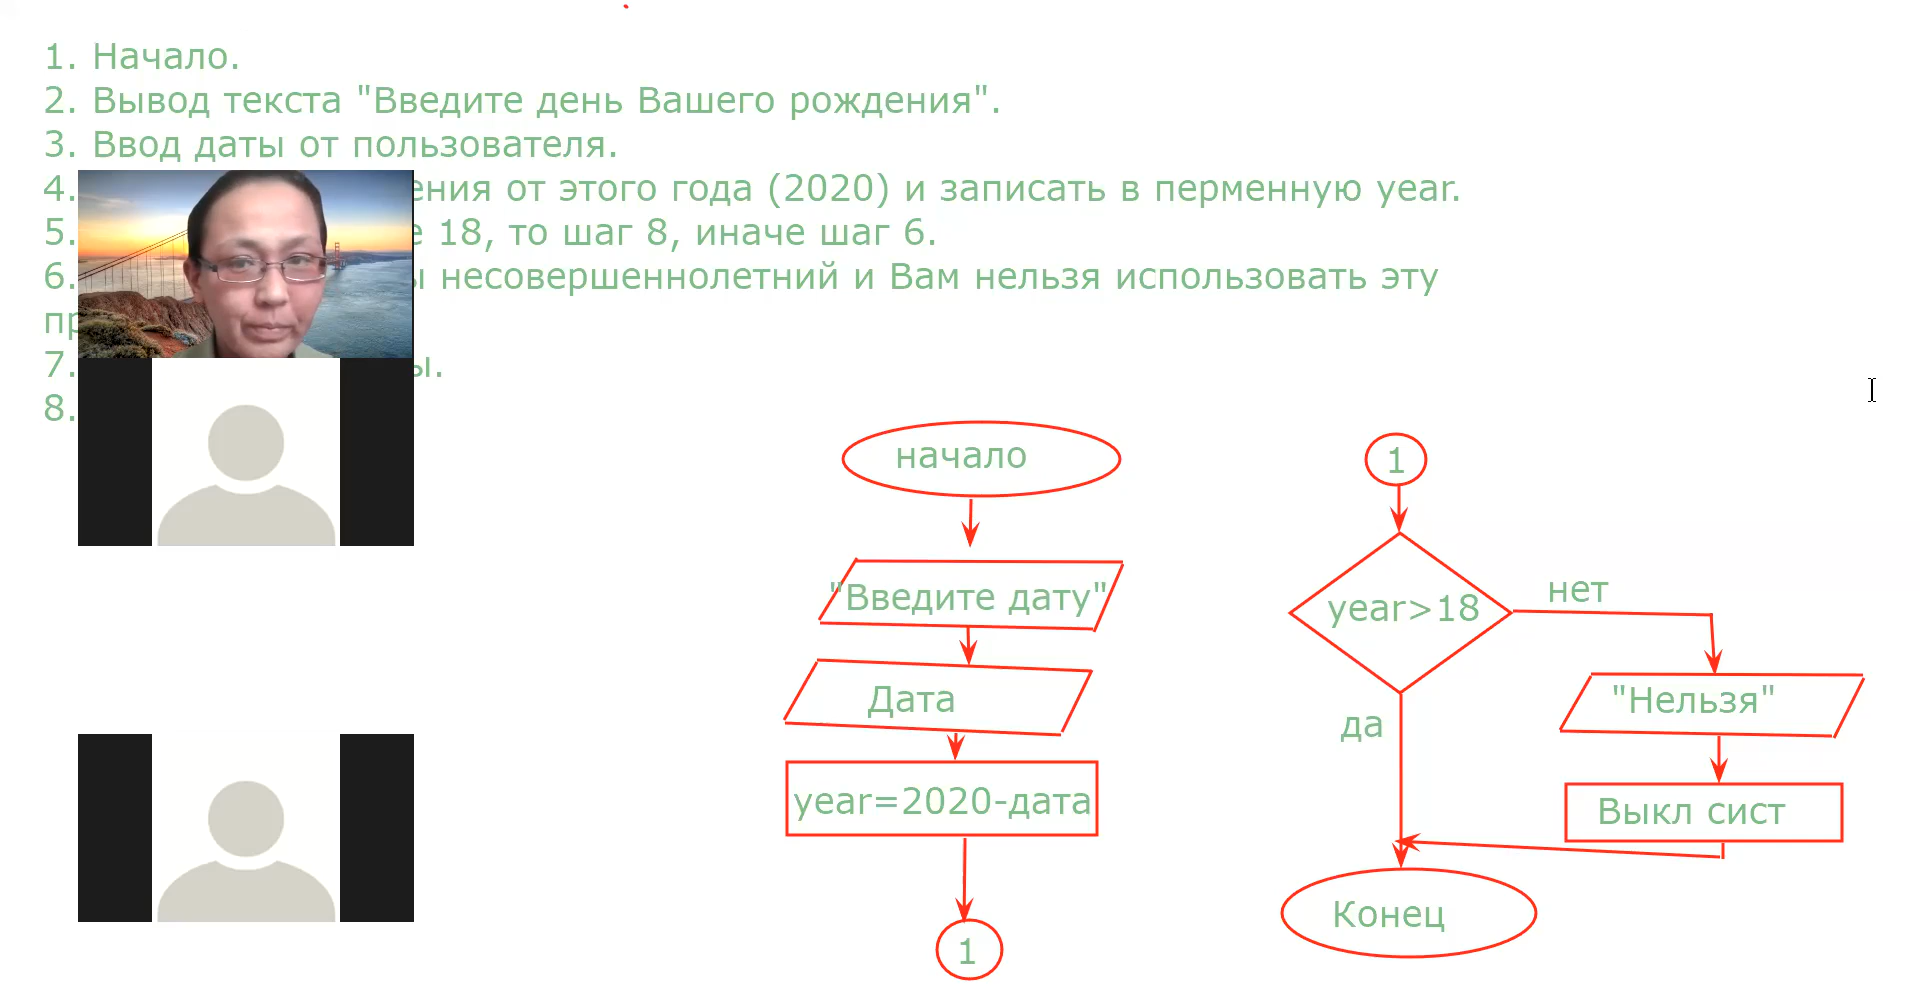 1. Начало.
2. Вывод текста "Введите день Вашего рождения".
3. Ввод даты от пользователя.
4. от этого года (2020) и записать в перменную year.
5. 18, то шаг 8, иначе шаг 6.
6. несовершеннолетний и Вам нельзя использовать эту
7.
8.
начало
"Введите дату"
Дата
year=2020-дата
1
1
year>18
нет
"Нельзя"
да
Выкл сист
Конец